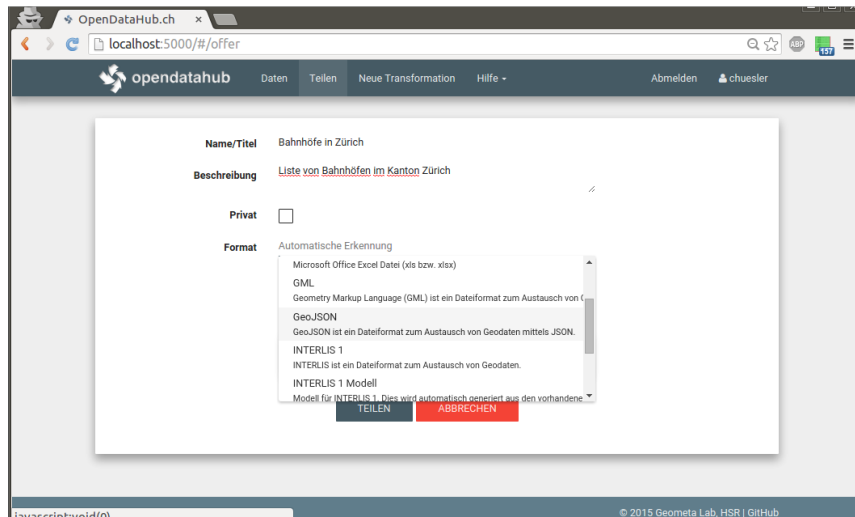 OpenDataHub.ch ×
localhost:5000/#/offer
ABP
157
opendatahub Daten Teilen Neue Transformation Hilfe Abmelden chuesler
Name/Titel Bahnhöfe in Zürich
Beschreibung Liste von Bahnhöfen im Kanton Zürich
Privat
Format Automatische Erkennung
Microsoft Office Excel Datei (xls bzw. xlsx)
GML
Geometry Markup Language (GML) ist ein Dateiformat zum Austausch von
GeoJSON
GeoJSON ist ein Dateiformat zum Austausch von Geodaten mittels JSON.
INTERLIS 1
INTERLIS ist ein Dateiformat zum Austausch von Geodaten.
INTERLIS 1 Modell
Modell für INTERLIS 1. Dies wird automatisch generiert aus den vorhandene
TEILEN ABBRECHEN
© 2015 Geometa Lab, HSR | GitHub
javascript:void(0)